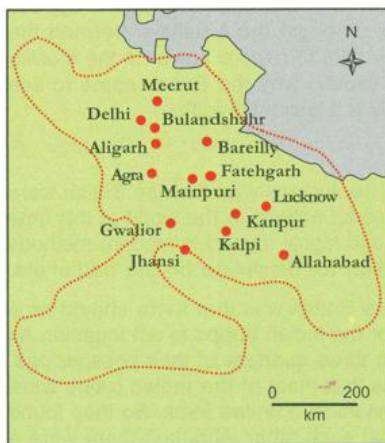 N
Meerut
Delhi
Bulandshahr
Aligarh
Bareilly
Agra
Fatehgarh
Mainpuri
Lucknow
Gwalior
Kanpur
Kalpi
Jhansi
Allahabad
0 200
km